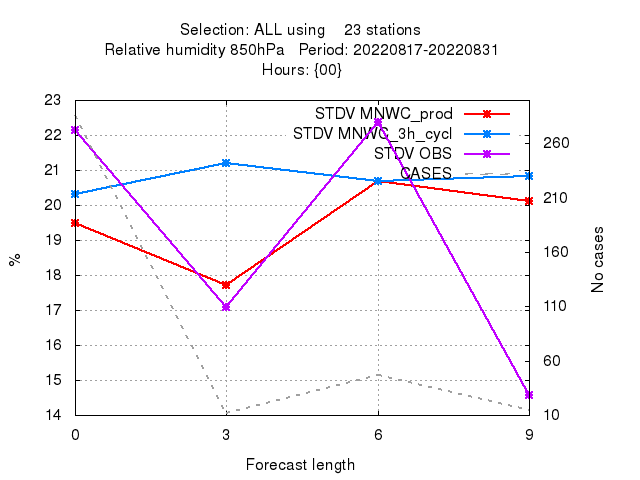 Selection: ALL using 23 stations
Relative humidity 850hPa Period: 20220817-20220831
Hours: {00}
STDV MNWC_prod
STDV MNWC_3h_cycl
STDV OBS
CASES
23
22
21
20
19
18
17
16
15
14
%
260
210
160
110
60
10
No cases
0 3 6 9
Forecast length